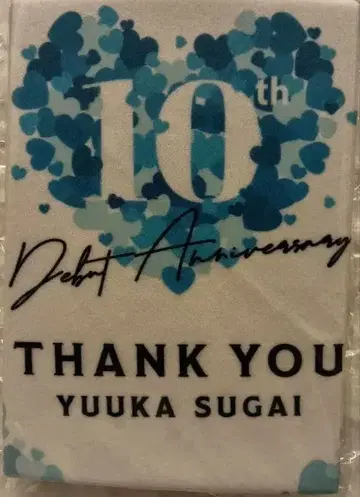 10th
Debut Anniversary
THANK YOU
YUUKA SUGAI